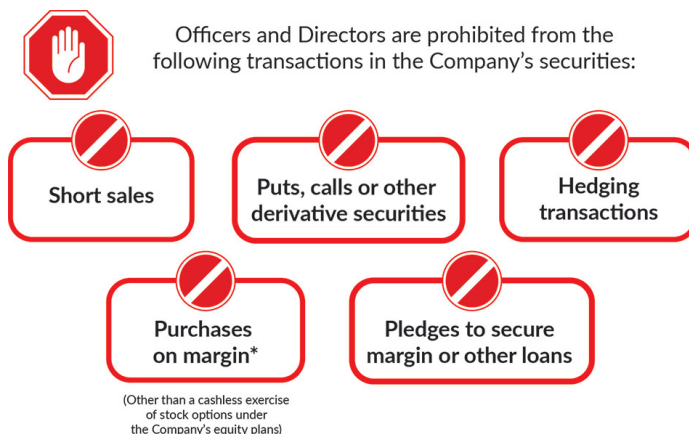 Officers and Directors are prohibited from the
following transactions in the Company's securities:
Short sales
Puts, calls or other
derivative securities
Hedging
transactions
Purchases
on margin*
Pledges to secure
margin or other loans
(Other than a cashless exercise
of stock options under
the Company's equity plans)